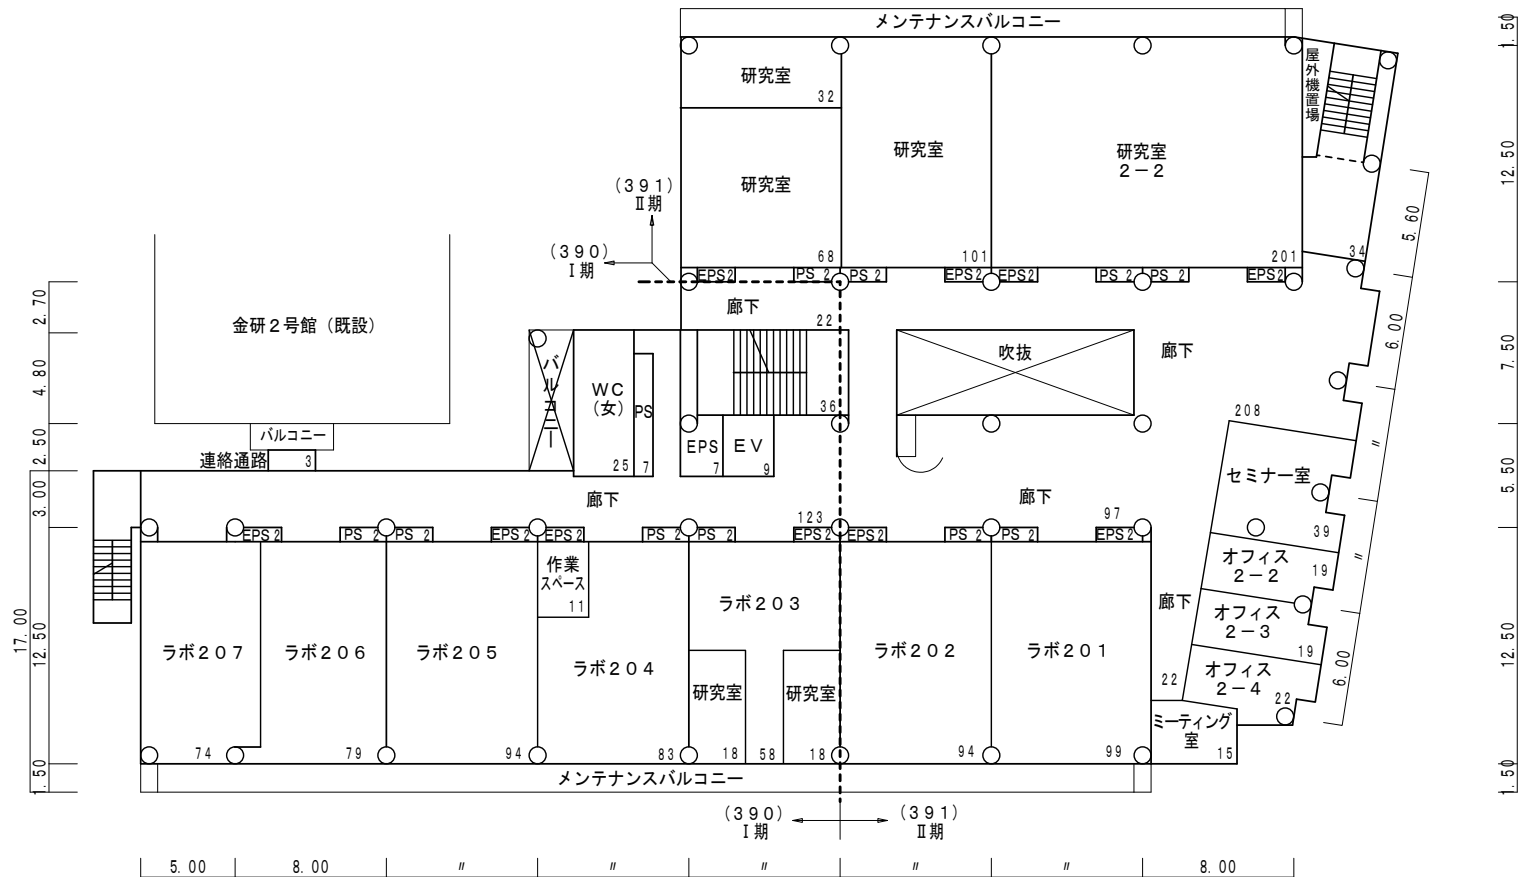 メンテナンスバルコニー
1.50
研究室
32
屋外機置場
研究室
研究室
2-2
研究室
12.50
(391)
Ⅱ期
(390)
Ⅰ期
68
101
201
34
5.60
EPS2
PS 2
PS 2
EPS2
EPS2
PS 2
PS 2
EPS2
2.70
廊下
22
金研2号館(既設)
吹抜
廊下
6.00
7.50
4.80
バルコニー
WC
(女)
PS
36
208
バルコニー
EPS
EV
〃
連絡通路
3
25
7
7
9
2.50
セミナー室
5.50
3.00
廊下
廊下
123
97
39
EPS2
PS 2
PS 2
EPS2
EPS2
PS 2
PS 2
EPS2
EPS2
PS 2
PS 2
EPS2
作業
スペース
11
オフィス
2-2
19
〃
ラボ203
廊下
オフィス
2-3
19
17.00
12.50
ラボ207
ラボ206
ラボ205
ラボ204
ラボ202
ラボ201
12.50
研究室
研究室
22
オフィス
2-4
22
6.00
ミーティング
室
15
74
79
94
83
18
58
18
94
99
1.50
メンテナンスバルコニー
1.50
(390)
Ⅰ期
(391)
Ⅱ期
5.00
8.00
〃
〃
〃
〃
〃
8.00